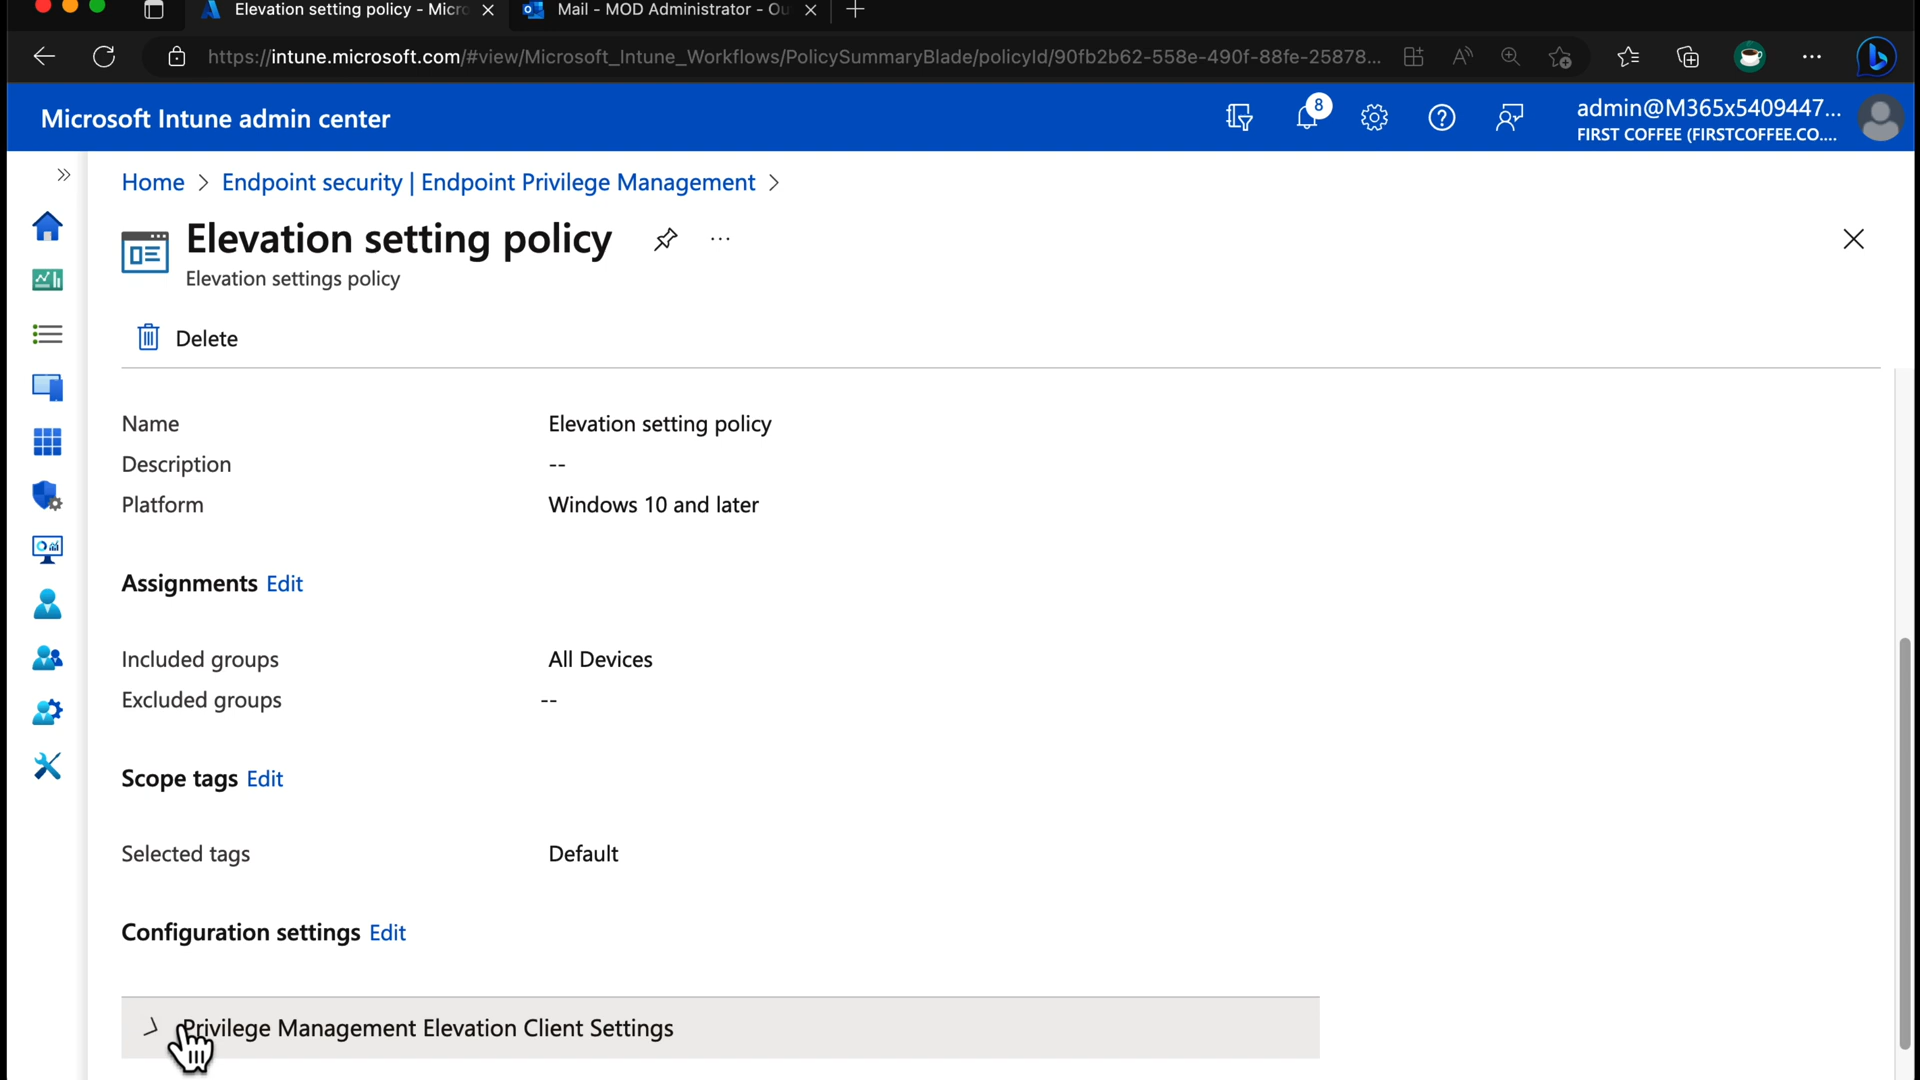 Elevation setting policy - Micro
Mail - MOD Administrator - Ou
https://intune.microsoft.com/#view/Microsoft_Intune_Workflows/PolicySummaryBlade/policyId/90fb2b62-558e-490f-88fe-25878...
Microsoft Intune admin center
8
admin@M365x5409447...
FIRST COFFEE (FIRSTCOFFEE.CO....
Home > Endpoint security | Endpoint Privilege Management >
Elevation setting policy
Elevation settings policy
Delete
Name Elevation setting policy
Description --
Platform Windows 10 and later
Assignments Edit
Included groups All Devices
Excluded groups --
Scope tags Edit
Selected tags Default
Configuration settings Edit
Privilege Management Elevation Client Settings